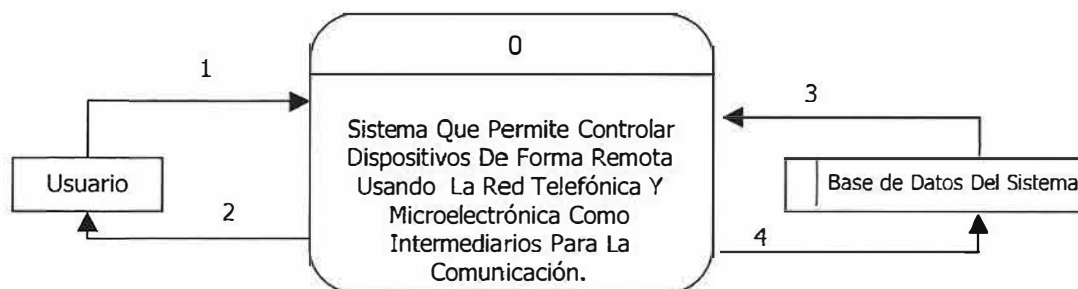 0
1
3
Sistema Que Permite Controlar
Dispositivos De Forma Remota
Usando La Red Telefónica Y
Microelectrónica Como
Intermediarios Para La
Comunicación.
Usuario
Base de Datos Del Sistema
2
4